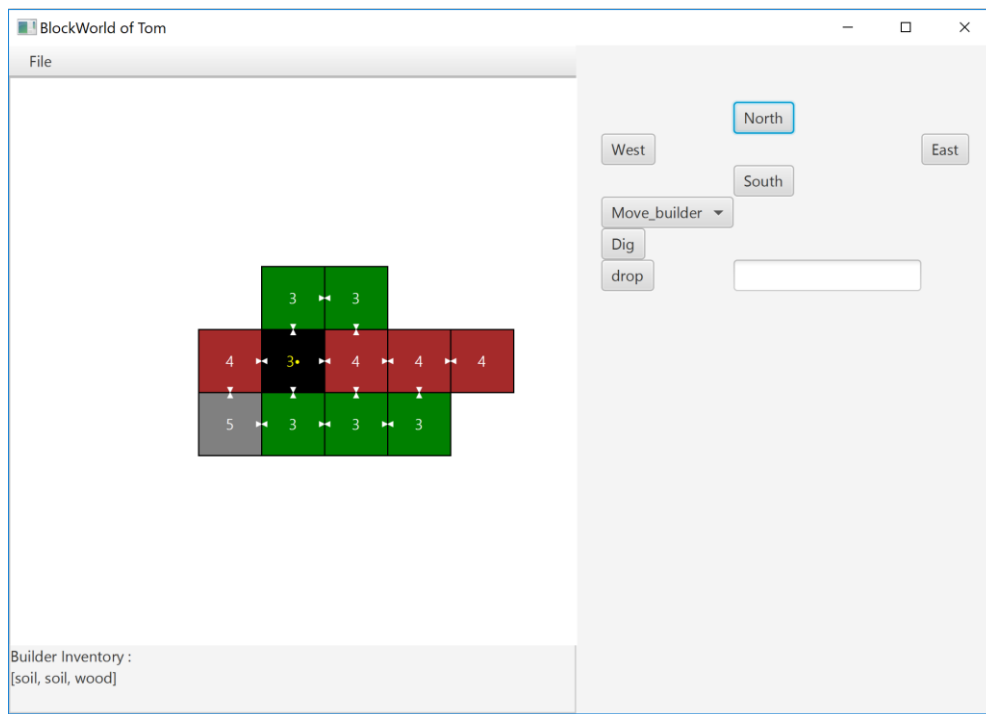 BlockWorld of Tom
File
North
West East
South
Move_builder
Dig
drop
3 3
4 3 4 4 4
5 3 3 3
Builder Inventory :
[soil, soil, wood]